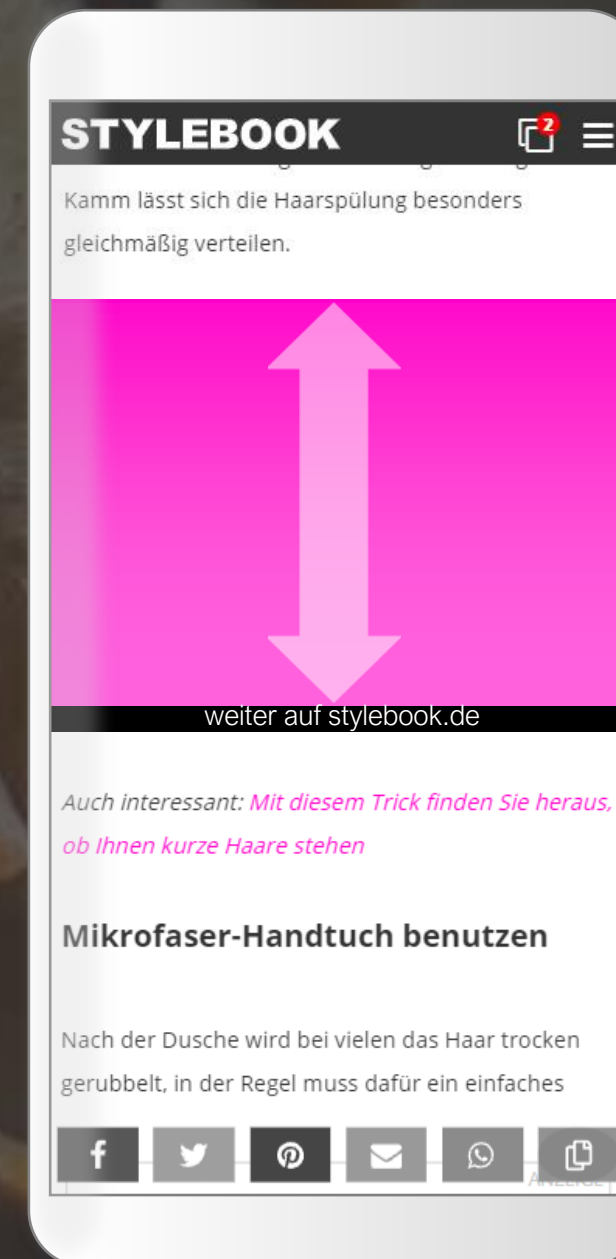 STYLEBOOK
2
Kamm lässt sich die Haarspülung besonders
gleichmäßig verteilen.
weiter auf stylebook.de
Auch interessant: Mit diesem Trick finden Sie heraus,
ob Ihnen kurze Haare stehen
Mikrofaser-Handtuch benutzen
Nach der Dusche wird bei vielen das Haar trocken
gerubbelt, in der Regel muss dafür ein einfaches
ANZEIGE